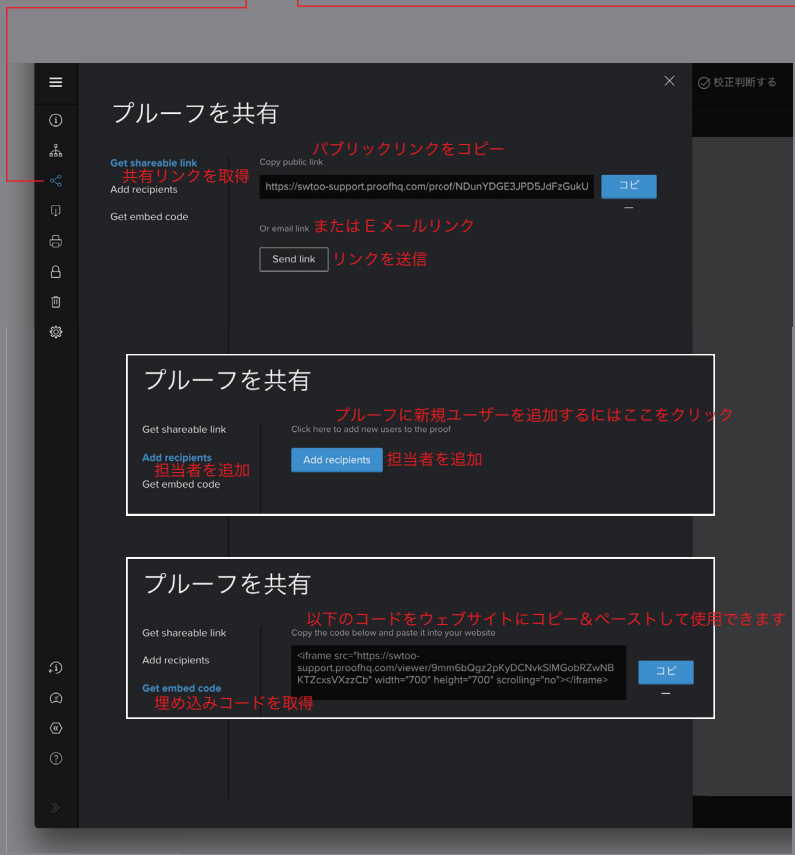 校正判断する
プルーフを共有
パブリックリンクをコピー
Get shareable link
Copy public link
共有リンクを取得
Add recipients
https://swtoo-support.proofhq.com/proof/NDunYDGE3JPD5JdFzGukU
コピー
Get embed code
Or email link
または E メールリンク
Send link
リンクを送信
プルーフを共有
プルーフに新規ユーザーを追加するにはここをクリック
Get shareable link
Click here to add new users to the proof
Add recipients
担当者を追加
Add recipients
担当者を追加
Get embed code
プルーフを共有
以下のコードをウェブサイトにコピー&ペーストして使用できます
Get shareable link
Copy the code below and paste it into your website
Add recipients
<iframe src="https://swtoo-
support.proofhq.com/viewer/9mm6bQgz2pKyDCNvkSlMGobRZwNB
KTZcxsVXzzCb" width="700" height="700" scrolling="no"></iframe>
コピー
Get embed code
埋め込みコードを取得